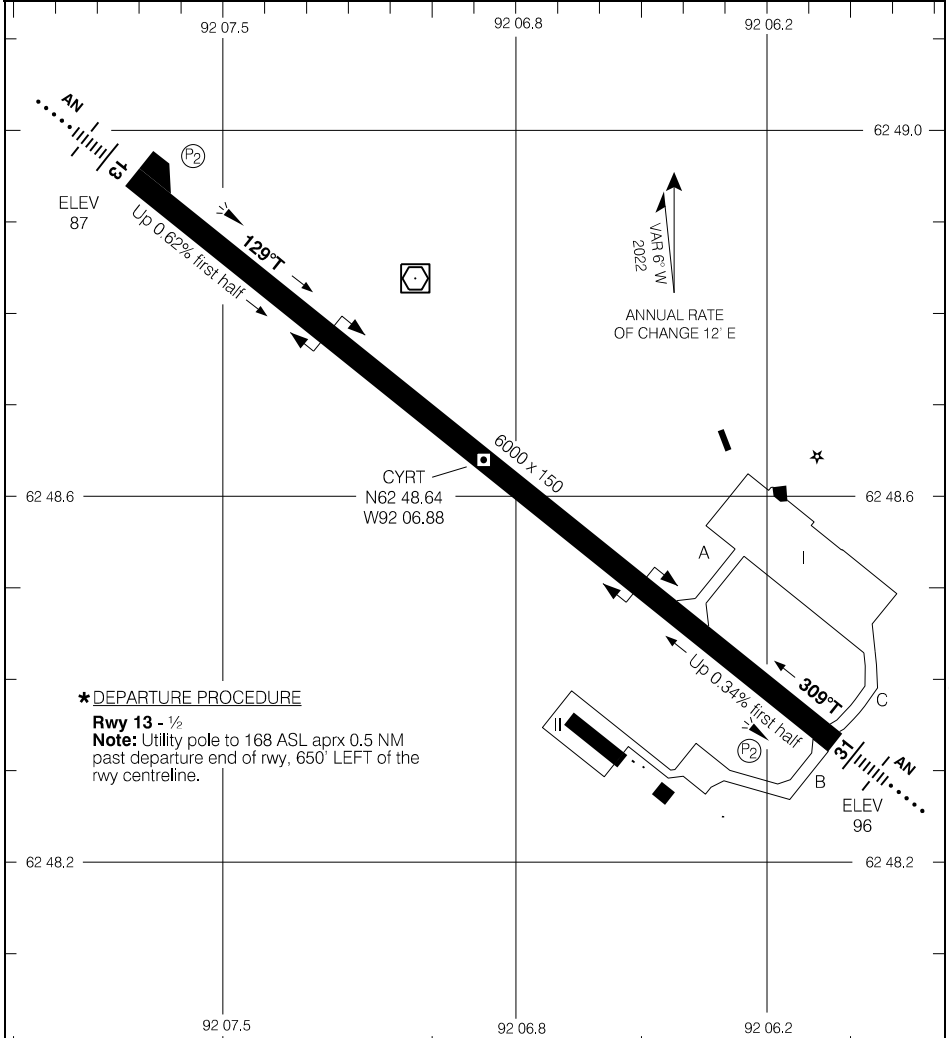 92 07.5
92 06.8
92 06.2
AN
62 49.0
13
P2
ELEV
87
Up 0.62% first half
129°T
VAR 6° W
2022
ANNUAL RATE
OF CHANGE 12' E
6000 x 150
CYRT
N62 48.64
W92 06.88
62 48.6
62 48.6
A
I
C
309°T
Up 0.34% first half
*DEPARTURE PROCEDURE
Rwy 13 - ½
Note: Utility pole to 168 ASL aprx 0.5 NM
past departure end of rwy, 650' LEFT of the
rwy centreline.
II
P2
31
AN
B
ELEV
96
62 48.2
62 48.2
92 07.5
92 06.8
92 06.2